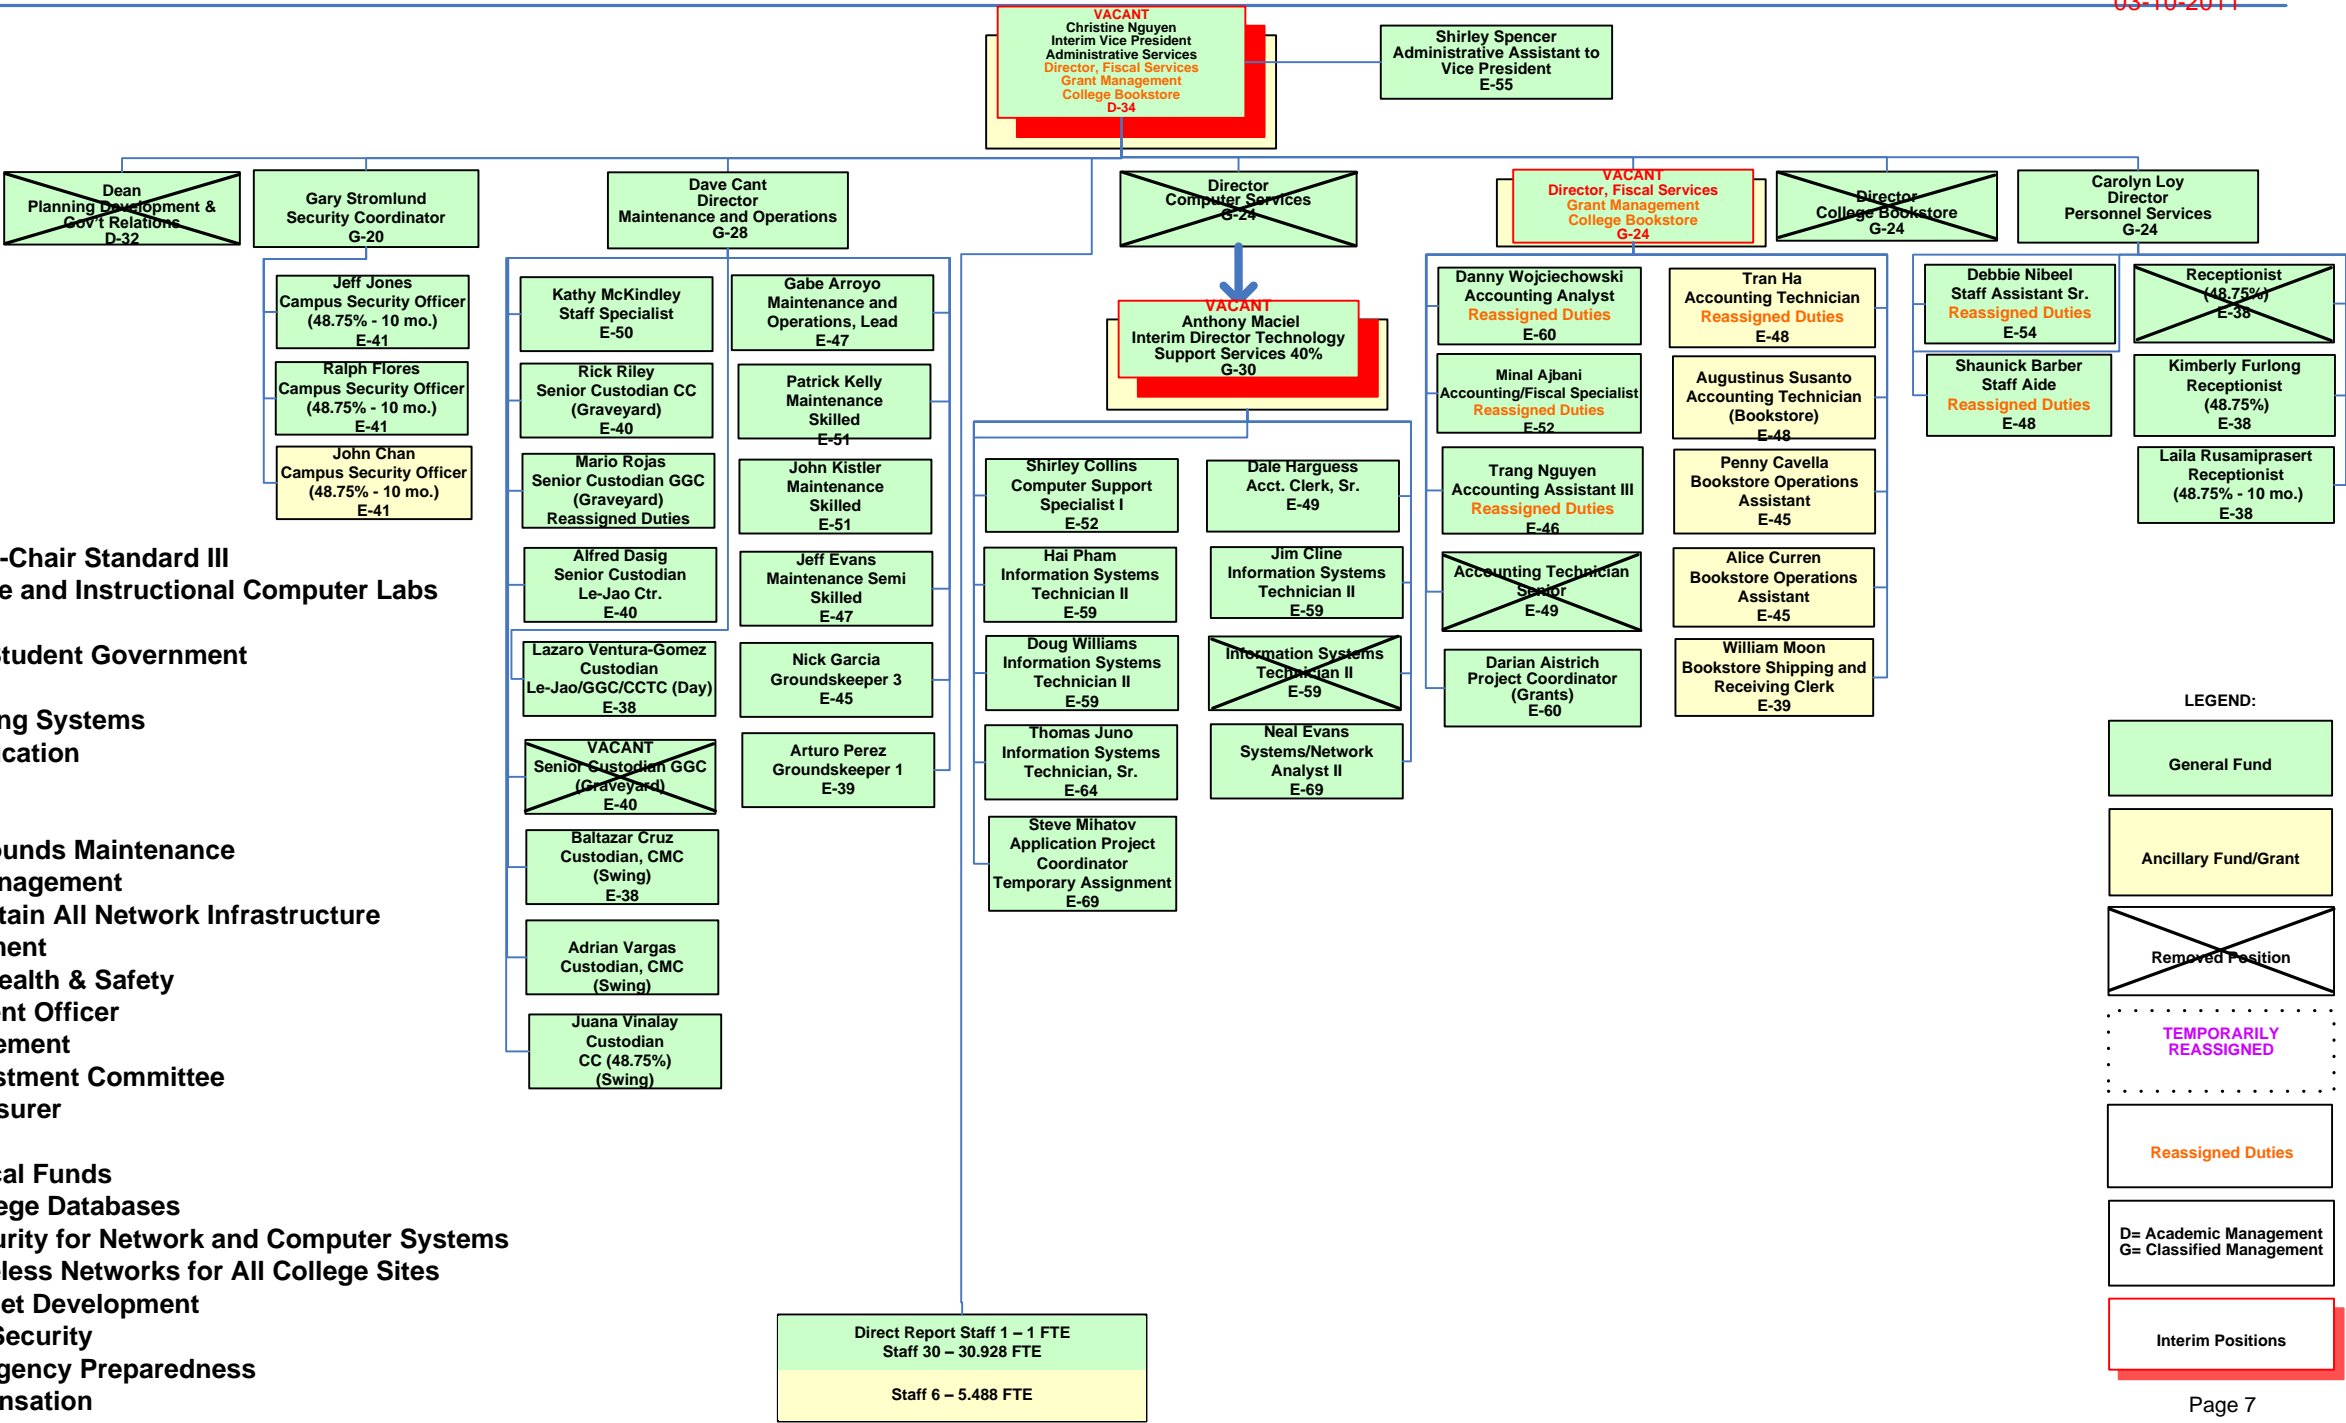 03-10-2011
VACANT
Christine Nguyen
Interim Vice President
Administrative Services
Director, Fiscal Services
Grant Management
College Bookstore
D-34
Shirley Spencer
Administrative Assistant to
Vice President
E-55
Dean
Planning Development &
Gov't Relations
D-32
Gary Stromlund
Security Coordinator
G-20
Dave Cant
Director
Maintenance and Operations
G-28
Director
Computer Services
G-24
VACANT
Director, Fiscal Services
Grant Management
College Bookstore
G-24
Director
College Bookstore
G-24
Carolyn Loy
Director
Personnel Services
G-24
Jeff Jones
Campus Security Officer
(48.75% - 10 mo.)
E-41
Ralph Flores
Campus Security Officer
(48.75% - 10 mo.)
E-41
John Chan
Campus Security Officer
(48.75% - 10 mo.)
E-41
Kathy McKindley
Staff Specialist
E-50
Rick Riley
Senior Custodian CC
(Graveyard)
E-40
Mario Rojas
Senior Custodian GGC
(Graveyard)
Reassigned Duties
Alfred Dasig
Senior Custodian
Le-Jao Ctr.
E-40
Lazaro Ventura-Gomez
Custodian
Le-Jao/GGC/CCTC (Day)
E-38
VACANT
Senior Custodian GGC
(Graveyard)
E-40
Baltazar Cruz
Custodian, CMC
(Swing)
E-38
Adrian Vargas
Custodian, CMC
(Swing)
Juana Vinalay
Custodian
CC (48.75%)
(Swing)
Gabe Arroyo
Maintenance and
Operations, Lead
E-47
Patrick Kelly
Maintenance
Skilled
E-51
John Kistler
Maintenance
Skilled
E-51
Jeff Evans
Maintenance Semi
Skilled
E-47
Nick Garcia
Groundskeeper 3
E-45
Arturo Perez
Groundskeeper 1
E-39
VACANT
Anthony Maciel
Interim Director Technology
Support Services 40%
G-30
Shirley Collins
Computer Support
Specialist I
E-52
Hai Pham
Information Systems
Technician II
E-59
Doug Williams
Information Systems
Technician II
E-59
Thomas Juno
Information Systems
Technician, Sr.
E-64
Steve Mihatov
Application Project
Coordinator
Temporary Assignment
E-69
Dale Harguess
Acct. Clerk, Sr.
E-49
Jim Cline
Information Systems
Technician II
E-59
Information Systems
Technician II
E-59
Neal Evans
Systems/Network
Analyst II
E-69
Danny Wojciechowski
Accounting Analyst
Reassigned Duties
E-60
Minal Ajbani
Accounting/Fiscal Specialist
Reassigned Duties
E-52
Trang Nguyen
Accounting Assistant III
Reassigned Duties
E-46
Accounting Technician
Senior
E-49
Darian Aistrich
Project Coordinator
(Grants)
E-60
Tran Ha
Accounting Technician
Reassigned Duties
E-48
Augustinus Susanto
Accounting Technician
(Bookstore)
E-48
Penny Cavella
Bookstore Operations
Assistant
E-45
Alice Curren
Bookstore Operations
Assistant
E-45
William Moon
Bookstore Shipping and
Receiving Clerk
E-39
Debbie Nibeel
Staff Assistant Sr.
Reassigned Duties
E-54
Shaunick Barber
Staff Aide
Reassigned Duties
E-48
Receptionist
(48.75%)
E-38
Kimberly Furlong
Receptionist
(48.75%)
E-38
Laila Rusamiprasert
Receptionist
(48.75% - 10 mo.)
E-38
-Chair Standard III
e and Instructional Computer Labs
Student Government
ng Systems
ication
ounds Maintenance
nagement
tain All Network Infrastructure
ment
ealth & Safety
ent Officer
ement
stment Committee
surer
cal Funds
ege Databases
urity for Network and Computer Systems
eless Networks for All College Sites
et Development
Security
gency Preparedness
nsation
Direct Report Staff 1 – 1 FTE
Staff 30 – 30.928 FTE
Staff 6 – 5.488 FTE
LEGEND:
General Fund
Ancillary Fund/Grant
Removed Position
TEMPORARILY
REASSIGNED
Reassigned Duties
D= Academic Management
G= Classified Management
Interim Positions
Page 7